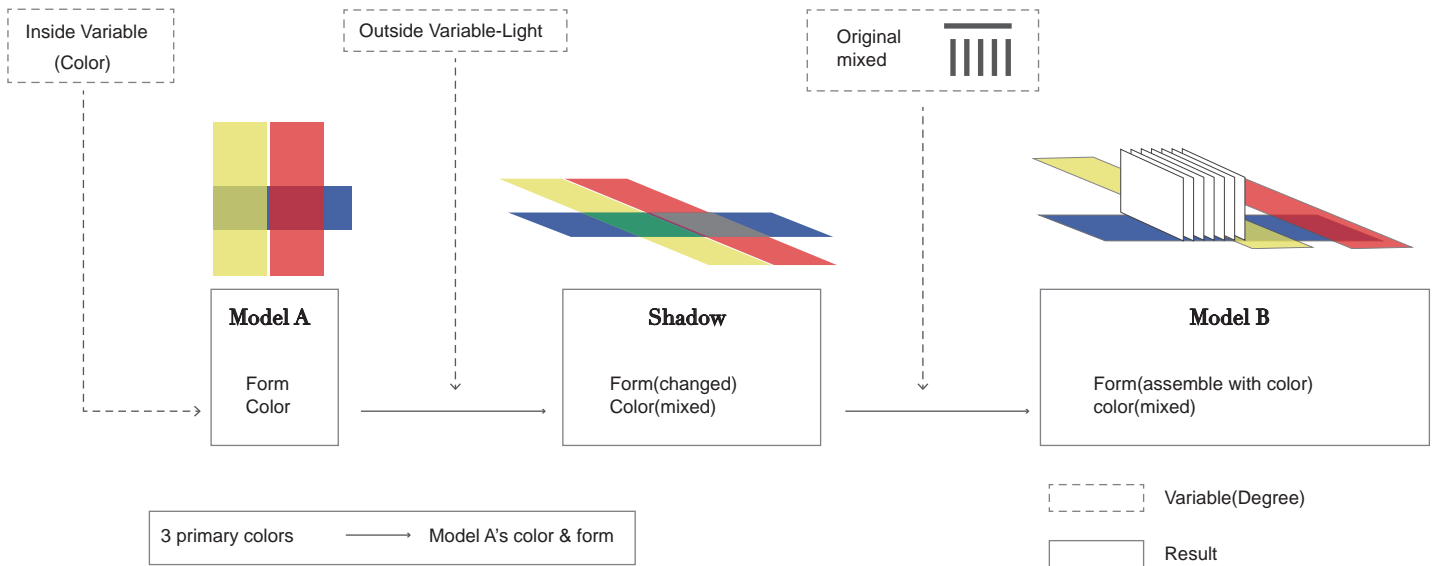 Inside Variable
(Color)
Outside Variable-Light
Original
mixed
Model A
Form
Color
Shadow
Form(changed)
Color(mixed)
Model B
Form(assemble with color)
color(mixed)
3 primary colors
Model A’s color & form
Variable(Degree)
Result